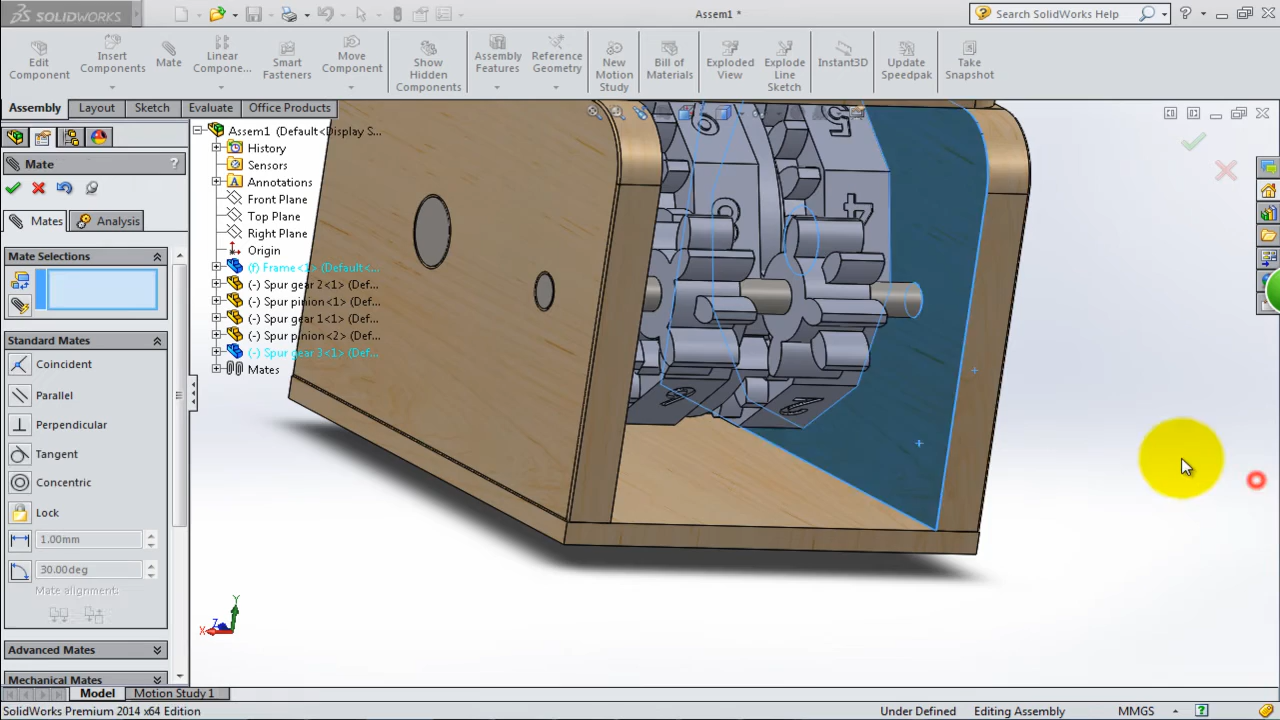 SOLIDWORKS
Assem1 *
Search SolidWorks Help
Edit Component
Insert Components
Mate
Linear Compone...
Smart Fasteners
Move Component
Show Hidden Components
Assembly Features
Reference Geometry
New Motion Study
Bill of Materials
Exploded View
Explode Line Sketch
Instant3D
Update Speedpak
Take Snapshot
Assembly Layout Sketch Evaluate Office Products
Assem1 (Default<Display S...
History
Sensors
Annotations
Front Plane
Top Plane
Right Plane
Origin
(f) Frame<1> (Default<...
(-) Spur gear 2<1> (Def...
(-) Spur pinion<1> (Def...
(-) Spur gear 1<1> (Def...
(-) Spur pinion<2> (Def...
(-) Spur gear 3<1> (Def...
Mates
Mate ?
Mates Analysis
Mate Selections
Standard Mates
Coincident
Parallel
Perpendicular
Tangent
Concentric
Lock
1.00mm
30.00deg
Mate alignment:
Advanced Mates
Mechanical Mates
5
4
Y
X
Z
Model Motion Study 1
SolidWorks Premium 2014 x64 Edition Under Defined Editing Assembly MMGS